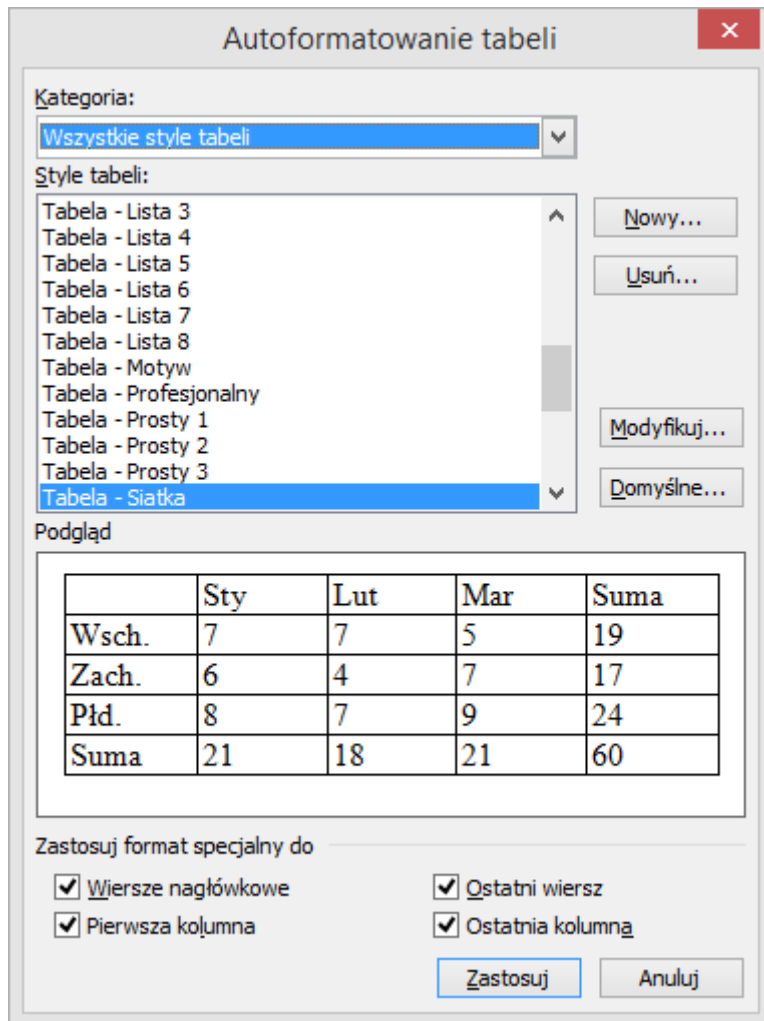 Autoformatowanie tabeli
Kategoria:
Wszystkie style tabeli
Style tabeli:
Tabela - Lista 3
Tabela - Lista 4
Tabela - Lista 5
Tabela - Lista 6
Tabela - Lista 7
Tabela - Lista 8
Tabela - Motyw
Tabela - Profesjonalny
Tabela - Prosty 1
Tabela - Prosty 2
Tabela - Prosty 3
Tabela - Siatka
Nowy...
Usuń...
Modyfikuj...
Domyślne...
Podgląd
Sty Lut Mar Suma
Wsch. 7 7 5 19
Zach. 6 4 7 17
Płd. 8 7 9 24
Suma 21 18 21 60
Zastosuj format specjalny do
Wiersze nagłówkowe Ostatni wiersz
Pierwsza kolumna Ostatnia kolumna
Zastosuj Anuluj